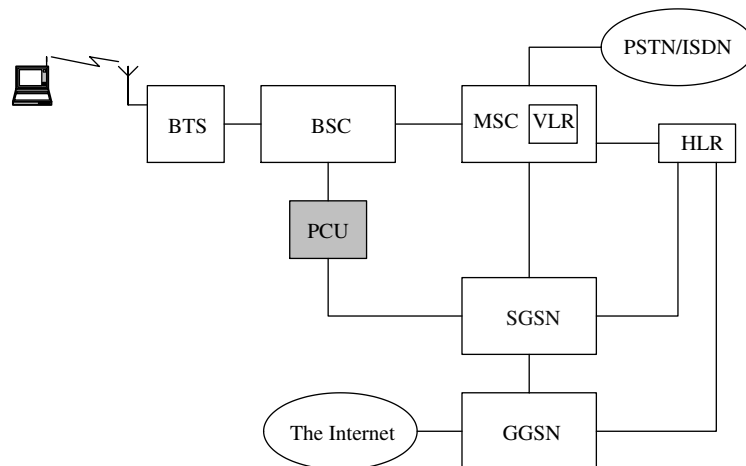 PSTN/ISDN
BTS
BSC
MSC
VLR
HLR
PCU
SGSN
The Internet
GGSN